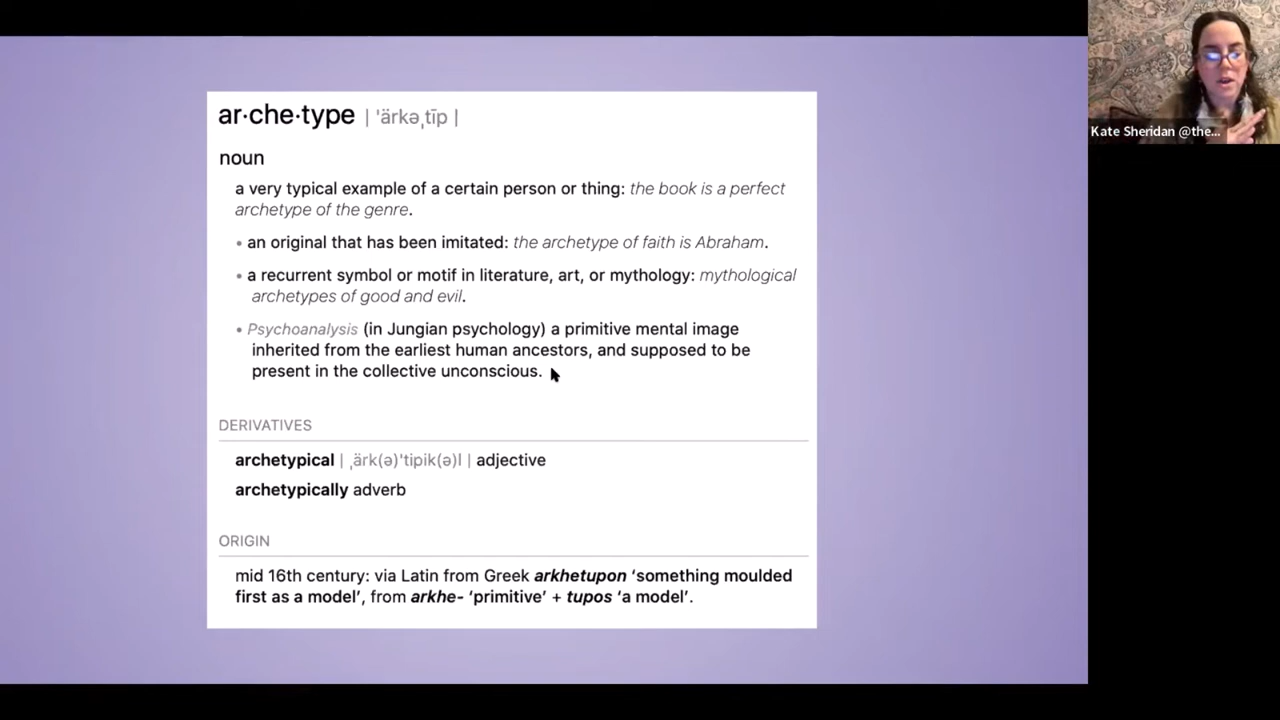 ar·che·type | ˈärkəˌtīp |
noun
a very typical example of a certain person or thing: the book is a perfect
archetype of the genre.
• an original that has been imitated: the archetype of faith is Abraham.
• a recurrent symbol or motif in literature, art, or mythology: mythological
archetypes of good and evil.
• Psychoanalysis (in Jungian psychology) a primitive mental image
inherited from the earliest human ancestors, and supposed to be
present in the collective unconscious.
DERIVATIVES
archetypical | ˌärk(ə)ˈtipik(ə)l | adjective
archetypically adverb
ORIGIN
mid 16th century: via Latin from Greek arkhetupon ‘something moulded
first as a model’, from arkhe- ‘primitive’ + tupos ‘a model’.
Kate Sheridan @the...